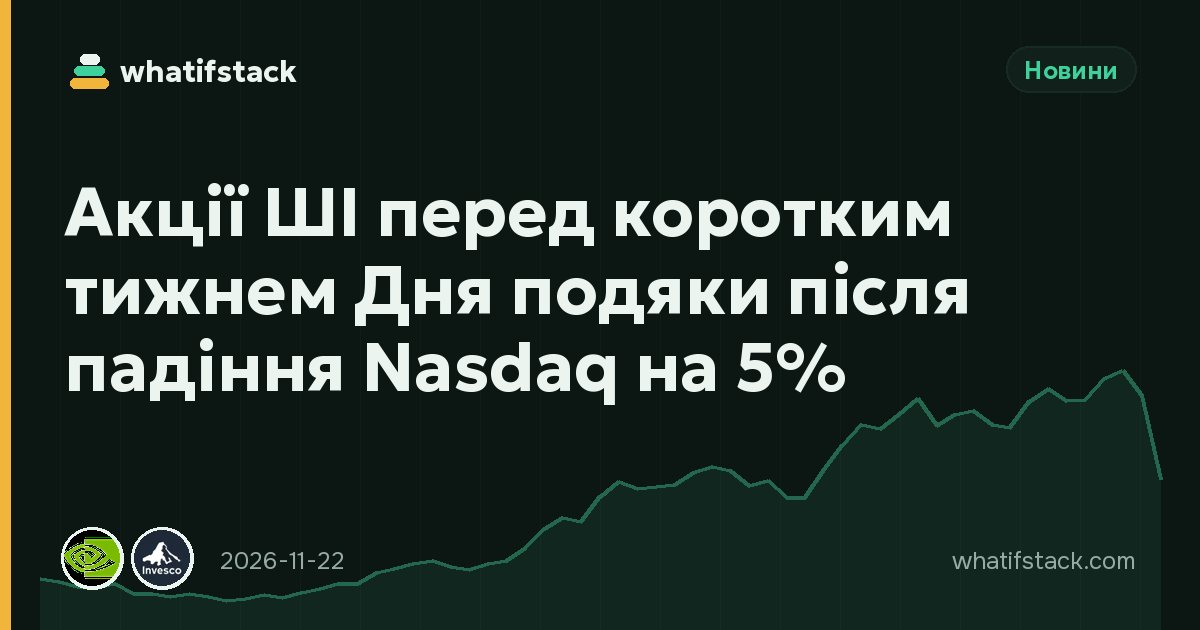 whatifstack
Новини
Акції ШІ перед коротким
тижнем Дня подяки після
падіння Nasdaq на 5%
Invesco
2026-11-22
whatifstack.com